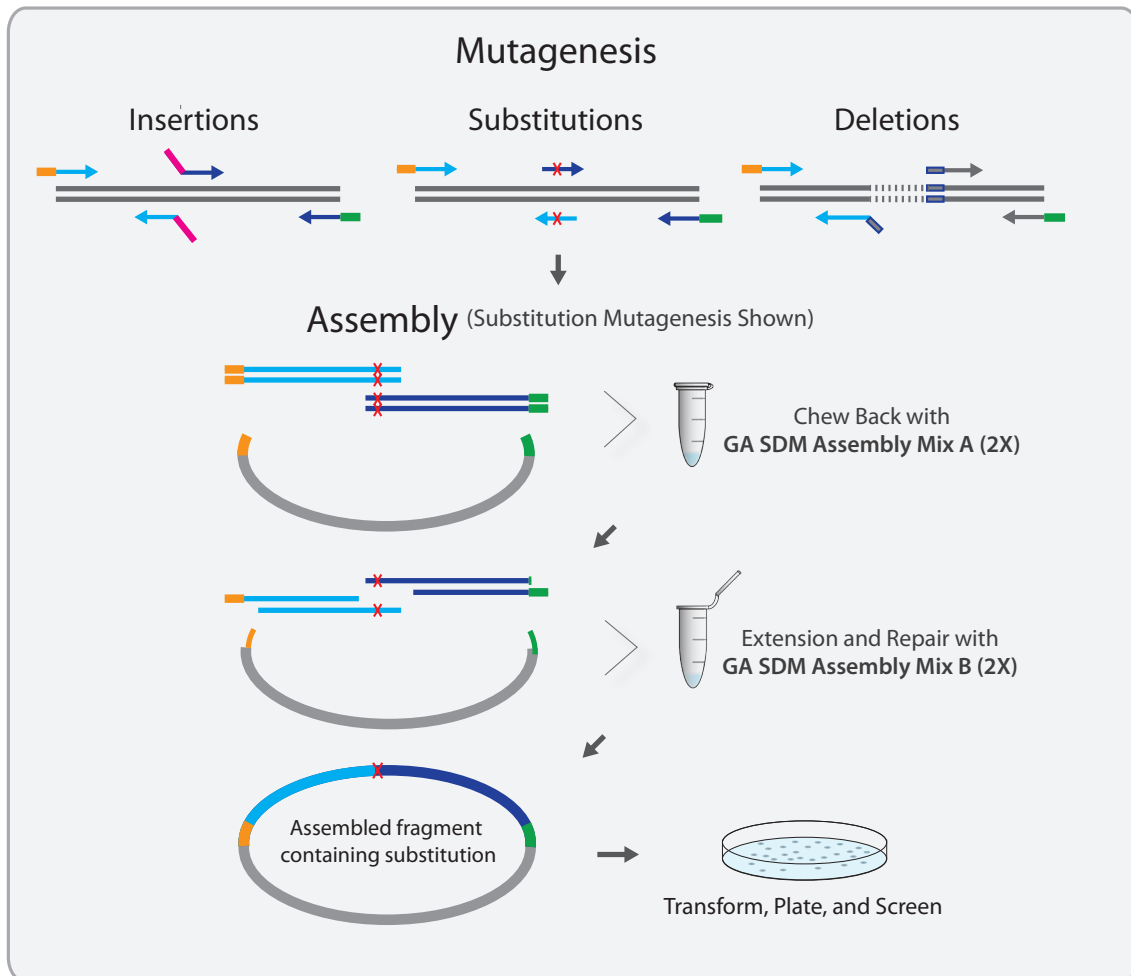 Mutagenesis
Insertions
Substitutions
Deletions
Assembly (Substitution Mutagenesis Shown)
Chew Back with
GA SDM Assembly Mix A (2X)
Extension and Repair with
GA SDM Assembly Mix B (2X)
Assembled fragment
containing substitution
Transform, Plate, and Screen